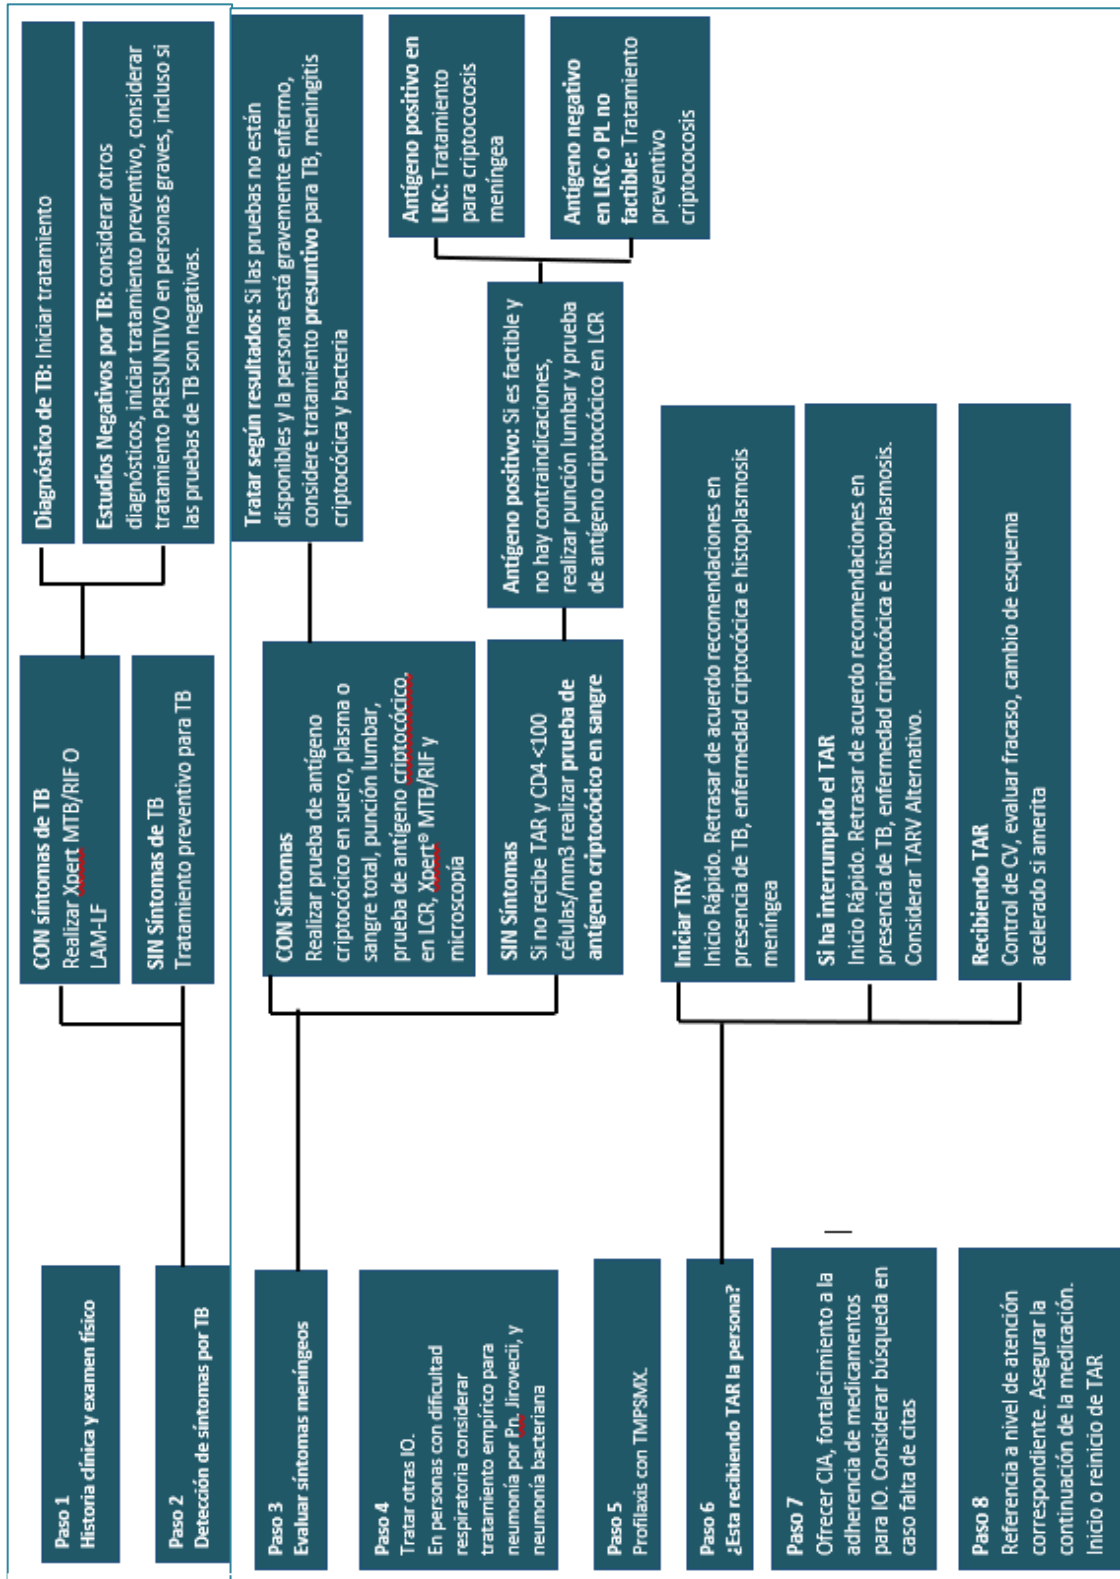 Paso 1
Historia clínica y examen físico
Paso 2
Detección de síntomas por TB
CON síntomas de TB
Realizar Xpert MTB/RIF O
LAM-LF
SIN Síntomas de TB
Tratamiento preventivo para TB
Diagnóstico de TB: Iniciar tratamiento
Estudios Negativos por TB: considerar otros
diagnósticos, iniciar tratamiento preventivo, considerar
tratamiento PRESUNTIVO en personas graves, incluso si
las pruebas de TB son negativas.
Paso 3
Evaluar síntomas meníngeos
CON Síntomas
Realizar prueba de antígeno
criptocócico en suero, plasma o
sangre total, punción lumbar,
prueba de antígeno criptocócico,
en LCR, Xpert® MTB/RIF y
microscopía
Tratar según resultados: Si las pruebas no están
disponibles y la persona está gravemente enfermo,
considere tratamiento presuntivo para TB, meningitis
criptocócica y bacteria
SIN Síntomas
Si no recibe TAR y CD4 <100
células/mm3 realizar prueba de
antígeno criptocócico en sangre
Antígeno positivo: Si es factible y
no hay contraindicaciones,
realizar punción lumbar y prueba
de antígeno criptocócico en LCR
Antígeno positivo en
LRC: Tratamiento
para criptococosis
meníngea
Antígeno negativo
en LRC o PL no
factible: Tratamiento
preventivo
criptococosis
Paso 4
Tratar otras IO.
En personas con dificultad
respiratoria considerar
tratamiento empírico para
neumonía por Pn. Jirovecii, y
neumonía bacteriana
Paso 5
Profilaxis con TMPSMX.
Paso 6
¿Esta recibiendo TAR la persona?
Iniciar TRV
Inicio Rápido. Retrasar de acuerdo recomendaciones en
presencia de TB, enfermedad criptocócica e histoplasmosis
meníngea
Si ha interrumpido el TAR
Inicio Rápido. Retrasar de acuerdo recomendaciones en
presencia de TB, enfermedad criptocócica e histoplasmosis.
Considerar TARV Alternativo.
Recibiendo TAR
Control de CV, evaluar fracaso, cambio de esquema
acelerado si amerita
Paso 7
Ofrecer CIA, fortalecimiento a la
adherencia de medicamentos
para IO. Considerar búsqueda en
caso falta de citas
Paso 8
Referencia a nivel de atención
correspondiente. Asegurar la
continuación de la medicación.
Inicio o reinicio de TAR